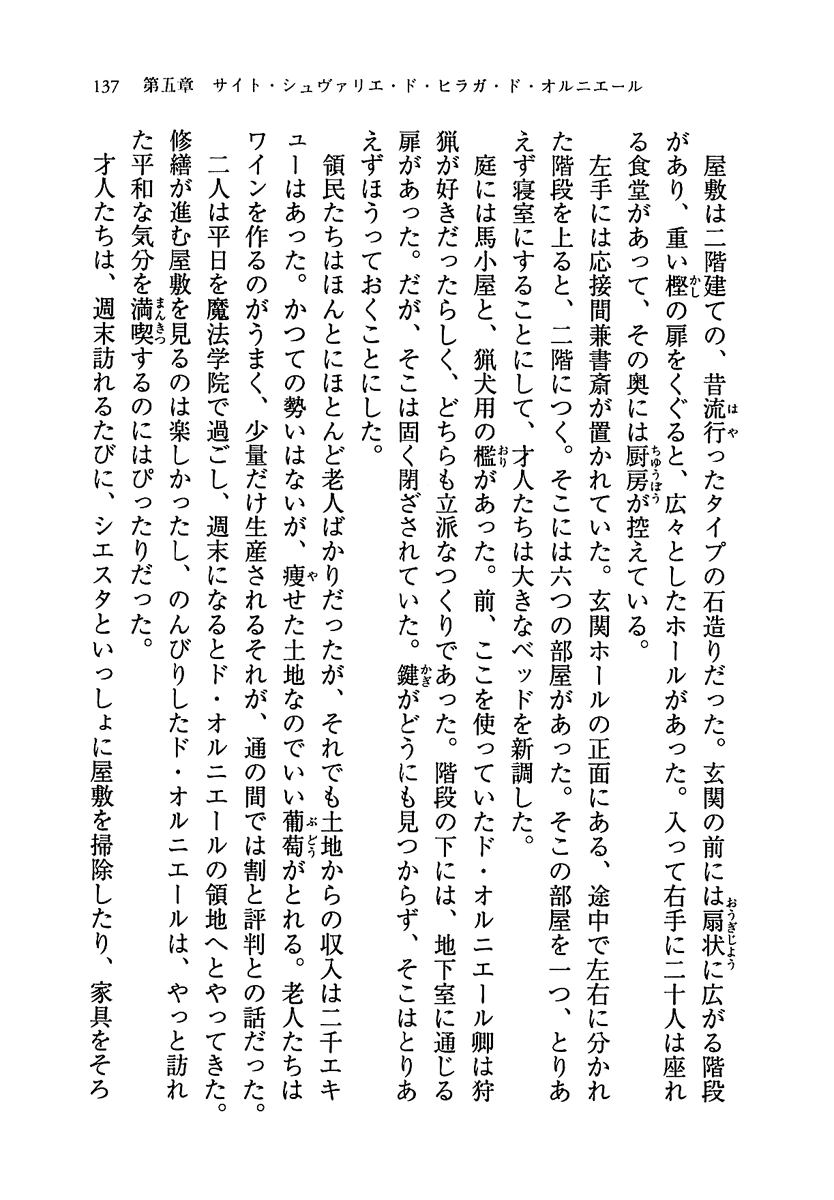 137　第五章　サイト・シュヴァリエ・ド・ヒラガ・ド・オルニエール
　屋敷は二階建ての、昔流行ったタイプの石造りだった。玄関の前には扇状に広がる階段
があり、重い樫の扉をくぐると、広々としたホールがあった。入って右手に二十人は座れ
る食堂があって、その奥には厨房が控えている。
　左手には応接間兼書斎が置かれていた。玄関ホールの正面にある、途中で左右に分かれ
た階段を上ると、二階につく。そこには六つの部屋があった。そこの部屋を一つ、とりあ
えず寝室にすることにして、才人たちは大きなベッドを新調した。
　庭には馬小屋と、猟犬用の檻があった。前、ここを使っていたド・オルニエール卿は狩
猟が好きだったらしく、どちらも立派なつくりであった。階段の下には、地下室に通じる
扉があった。だが、そこは固く閉ざされていた。鍵がどうにも見つからず、そこはとりあ
えずほうっておくことにした。
　領民たちはほんとにほとんど老人ばかりだったが、それでも土地からの収入は二千エキ
ューはあった。かつての勢いはないが、痩せた土地なのでいい葡萄がとれる。老人たちは
ワインを作るのがうまく、少量だけ生産されるそれが、通の間では割と評判との話だった。
　二人は平日を魔法学院で過ごし、週末になるとド・オルニエールの領地へとやってきた。
修繕が進む屋敷を見るのは楽しかったし、のんびりしたド・オルニエールは、やっと訪れ
た平和な気分を満喫するのにはぴったりだった。
　才人たちは、週末訪れるたびに、シエスタといっしょに屋敷を掃除したり、家具をそろ